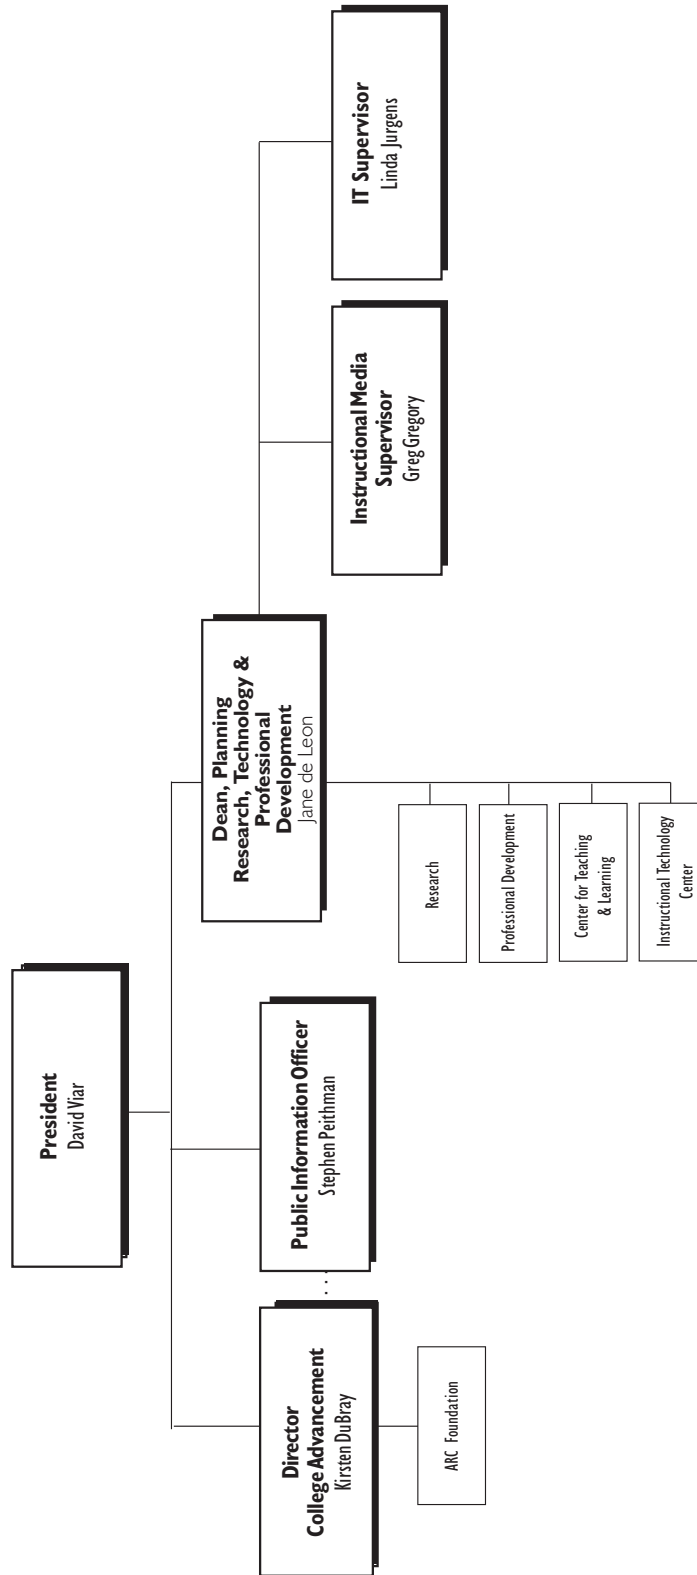 President
David Viar
Director
College Advancement
Kirsten DuBray
Public Information Officer
Stephen Peithman
Dean, Planning
Research, Technology &
Professional
Development
Jane de Leon
Instructional Media
Supervisor
Greg Gregory
IT Supervisor
Linda Jurgens
ARC Foundation
Research
Professional Development
Center for Teaching
& Learning
Instructional Technology
Center